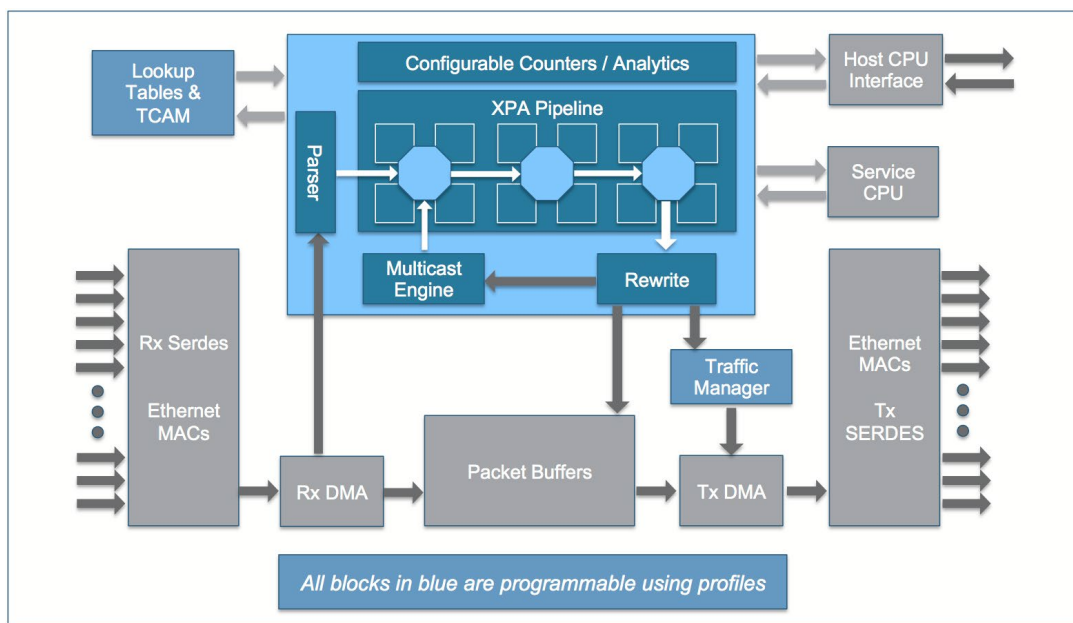 Lookup
Tables &
TCAM
Configurable Counters / Analytics
Host CPU
Interface
XPA Pipeline
Parser
Service
CPU
Multicast
Engine
Rewrite
Rx Serdes
Ethernet
MACs
Traffic
Manager
Ethernet
MACs
Tx
SERDES
Rx DMA
Packet Buffers
Tx DMA
All blocks in blue are programmable using profiles